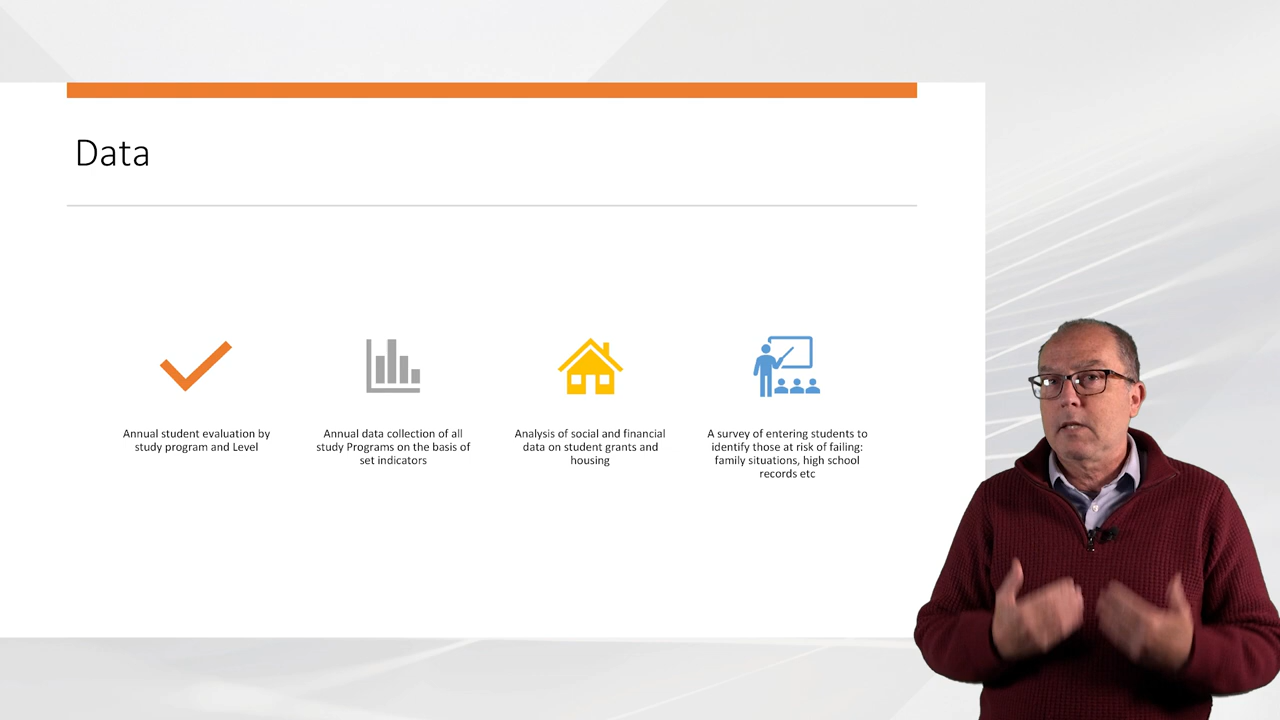 Data
Annual student evaluation by
study program and Level
Annual data collection of all
study Programs on the basis of
set indicators
Analysis of social and financial
data on student grants and
housing
A survey of entering students to
identify those at risk of failing:
family situations, high school
records etc